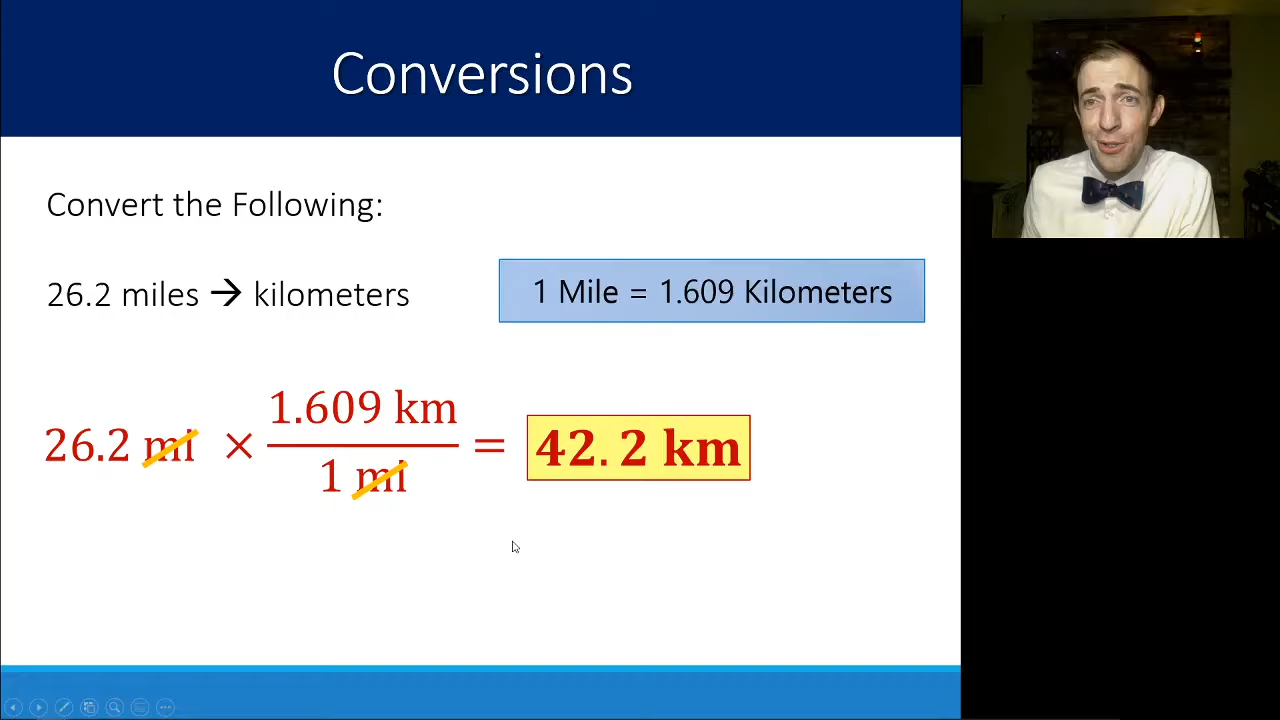 Conversions
Convert the Following:
26.2 miles → kilometers
1 Mile = 1.609 Kilometers
26.2 mi × 1.609 km / 1 mi = 42.2 km